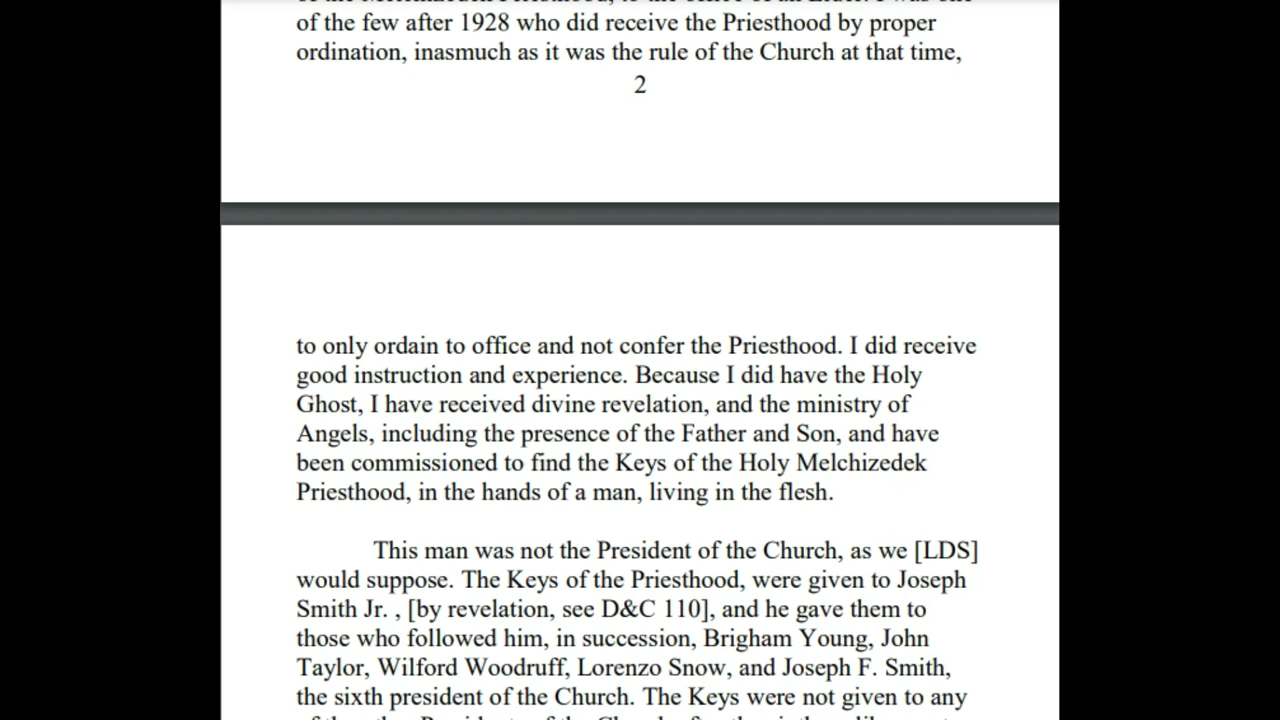 of the few after 1928 who did receive the Priesthood by proper
ordination, inasmuch as it was the rule of the Church at that time,
2
to only ordain to office and not confer the Priesthood. I did receive
good instruction and experience. Because I did have the Holy
Ghost, I have received divine revelation, and the ministry of
Angels, including the presence of the Father and Son, and have
been commissioned to find the Keys of the Holy Melchizedek
Priesthood, in the hands of a man, living in the flesh.
This man was not the President of the Church, as we [LDS]
would suppose. The Keys of the Priesthood, were given to Joseph
Smith Jr. , [by revelation, see D&C 110], and he gave them to
those who followed him, in succession, Brigham Young, John
Taylor, Wilford Woodruff, Lorenzo Snow, and Joseph F. Smith,
the sixth president of the Church. The Keys were not given to any